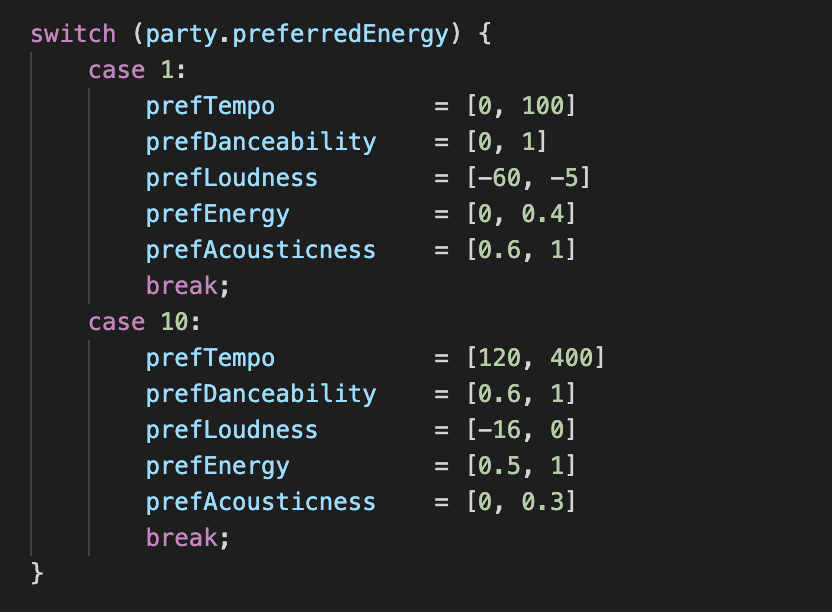 switch (party.preferredEnergy) {
    case 1:
        prefTempo           = [0, 100]
        prefDanceability    = [0, 1]
        prefLoudness        = [-60, -5]
        prefEnergy          = [0, 0.4]
        prefAcousticness    = [0.6, 1]
        break;
    case 10:
        prefTempo           = [120, 400]
        prefDanceability    = [0.6, 1]
        prefLoudness        = [-16, 0]
        prefEnergy          = [0.5, 1]
        prefAcousticness    = [0, 0.3]
        break;
}